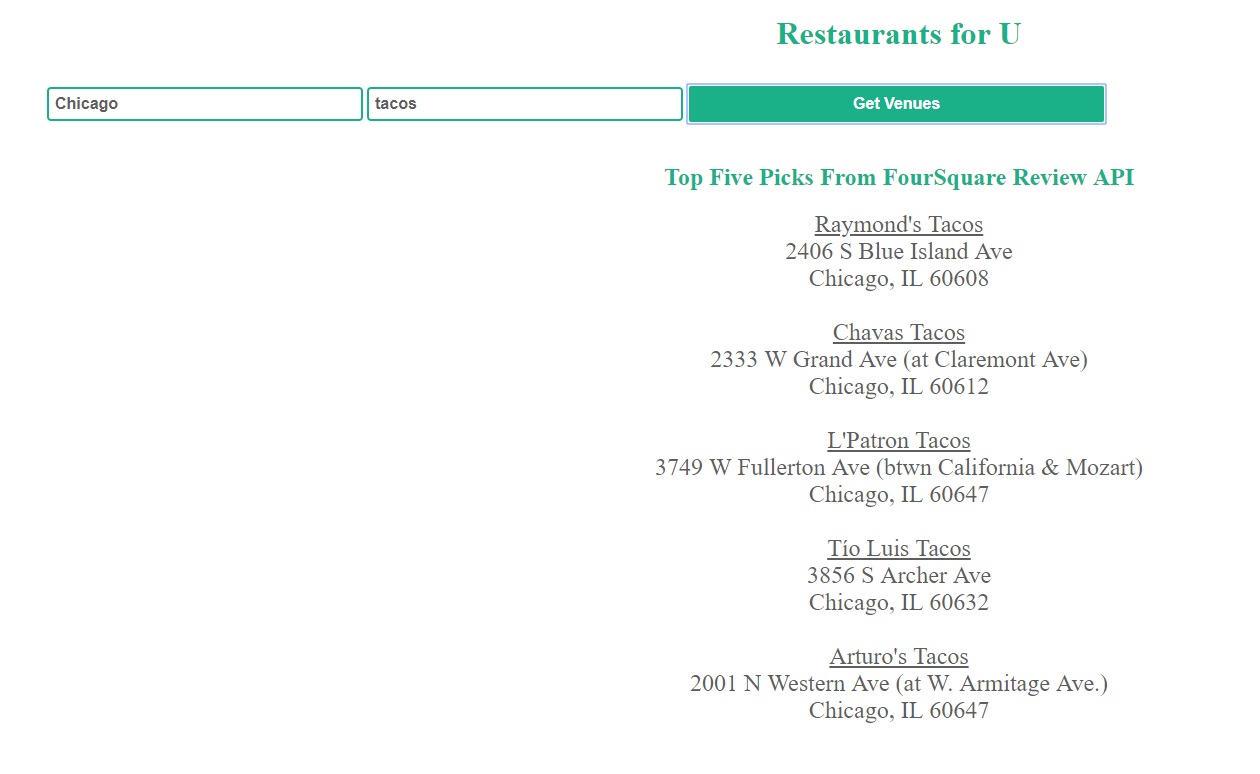 Restaurants for U
Chicago
tacos
Get Venues
Top Five Picks From FourSquare Review API
Raymond's Tacos
2406 S Blue Island Ave
Chicago, IL 60608
Chavas Tacos
2333 W Grand Ave (at Claremont Ave)
Chicago, IL 60612
L'Patron Tacos
3749 W Fullerton Ave (btwn California & Mozart)
Chicago, IL 60647
Tío Luis Tacos
3856 S Archer Ave
Chicago, IL 60632
Arturo's Tacos
2001 N Western Ave (at W. Armitage Ave.)
Chicago, IL 60647